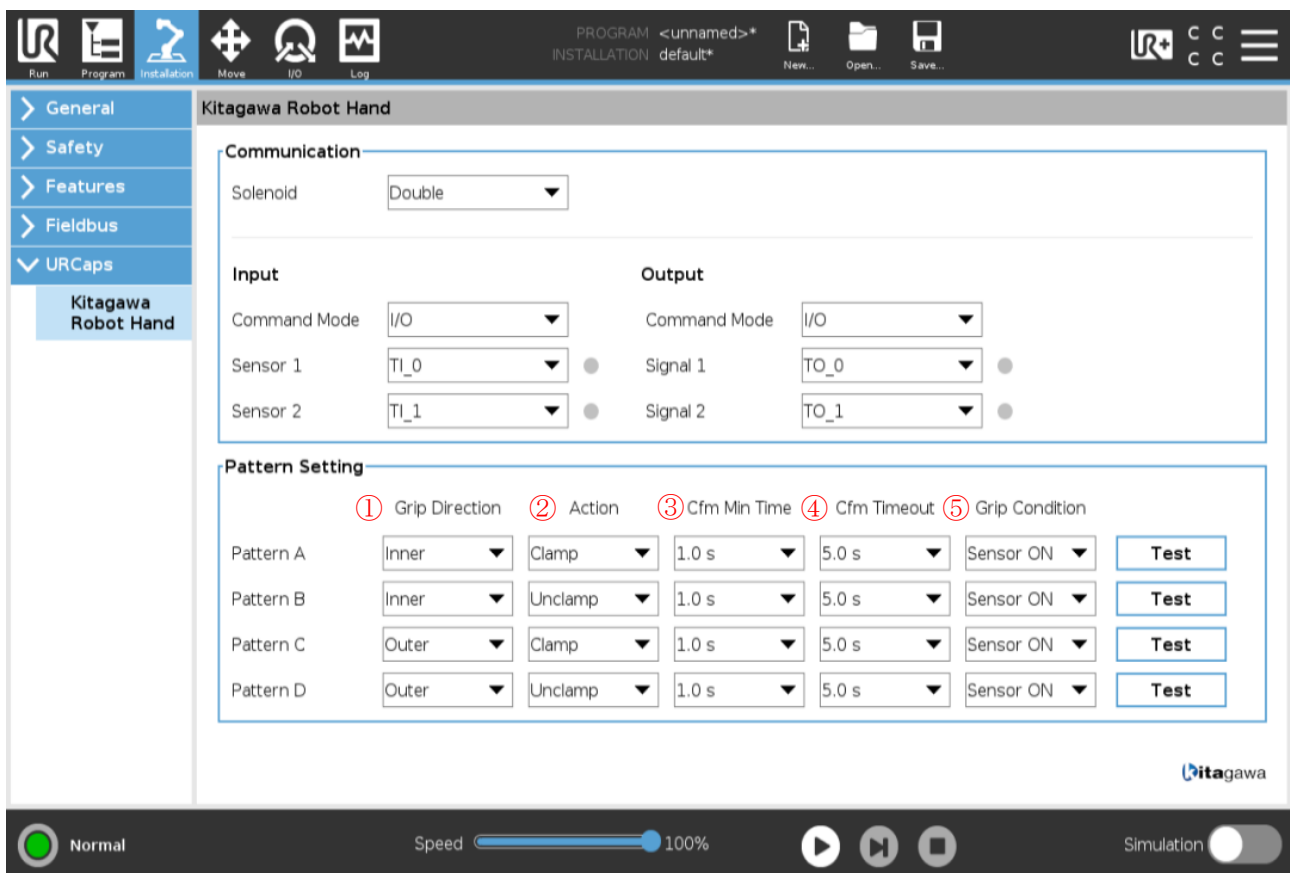 PROGRAM <unnamed>*
INSTALLATION default*
Run Program Installation Move I/O Log New... Open... Save...
UR+ C C
C C
General
Safety
Features
Fieldbus
URCaps
Kitagawa
Robot Hand
Kitagawa Robot Hand
Communication
Solenoid Double
Input Output
Command Mode I/O Command Mode I/O
Sensor 1 TI_0 Signal 1 TO_0
Sensor 2 TI_1 Signal 2 TO_1
Pattern Setting
① Grip Direction ② Action ③ Cfm Min Time ④ Cfm Timeout ⑤ Grip Condition
Pattern A Inner Clamp 1.0 s 5.0 s Sensor ON Test
Pattern B Inner Unclamp 1.0 s 5.0 s Sensor ON Test
Pattern C Outer Clamp 1.0 s 5.0 s Sensor ON Test
Pattern D Outer Unclamp 1.0 s 5.0 s Sensor ON Test
Kitagawa
Normal Speed 100% Simulation